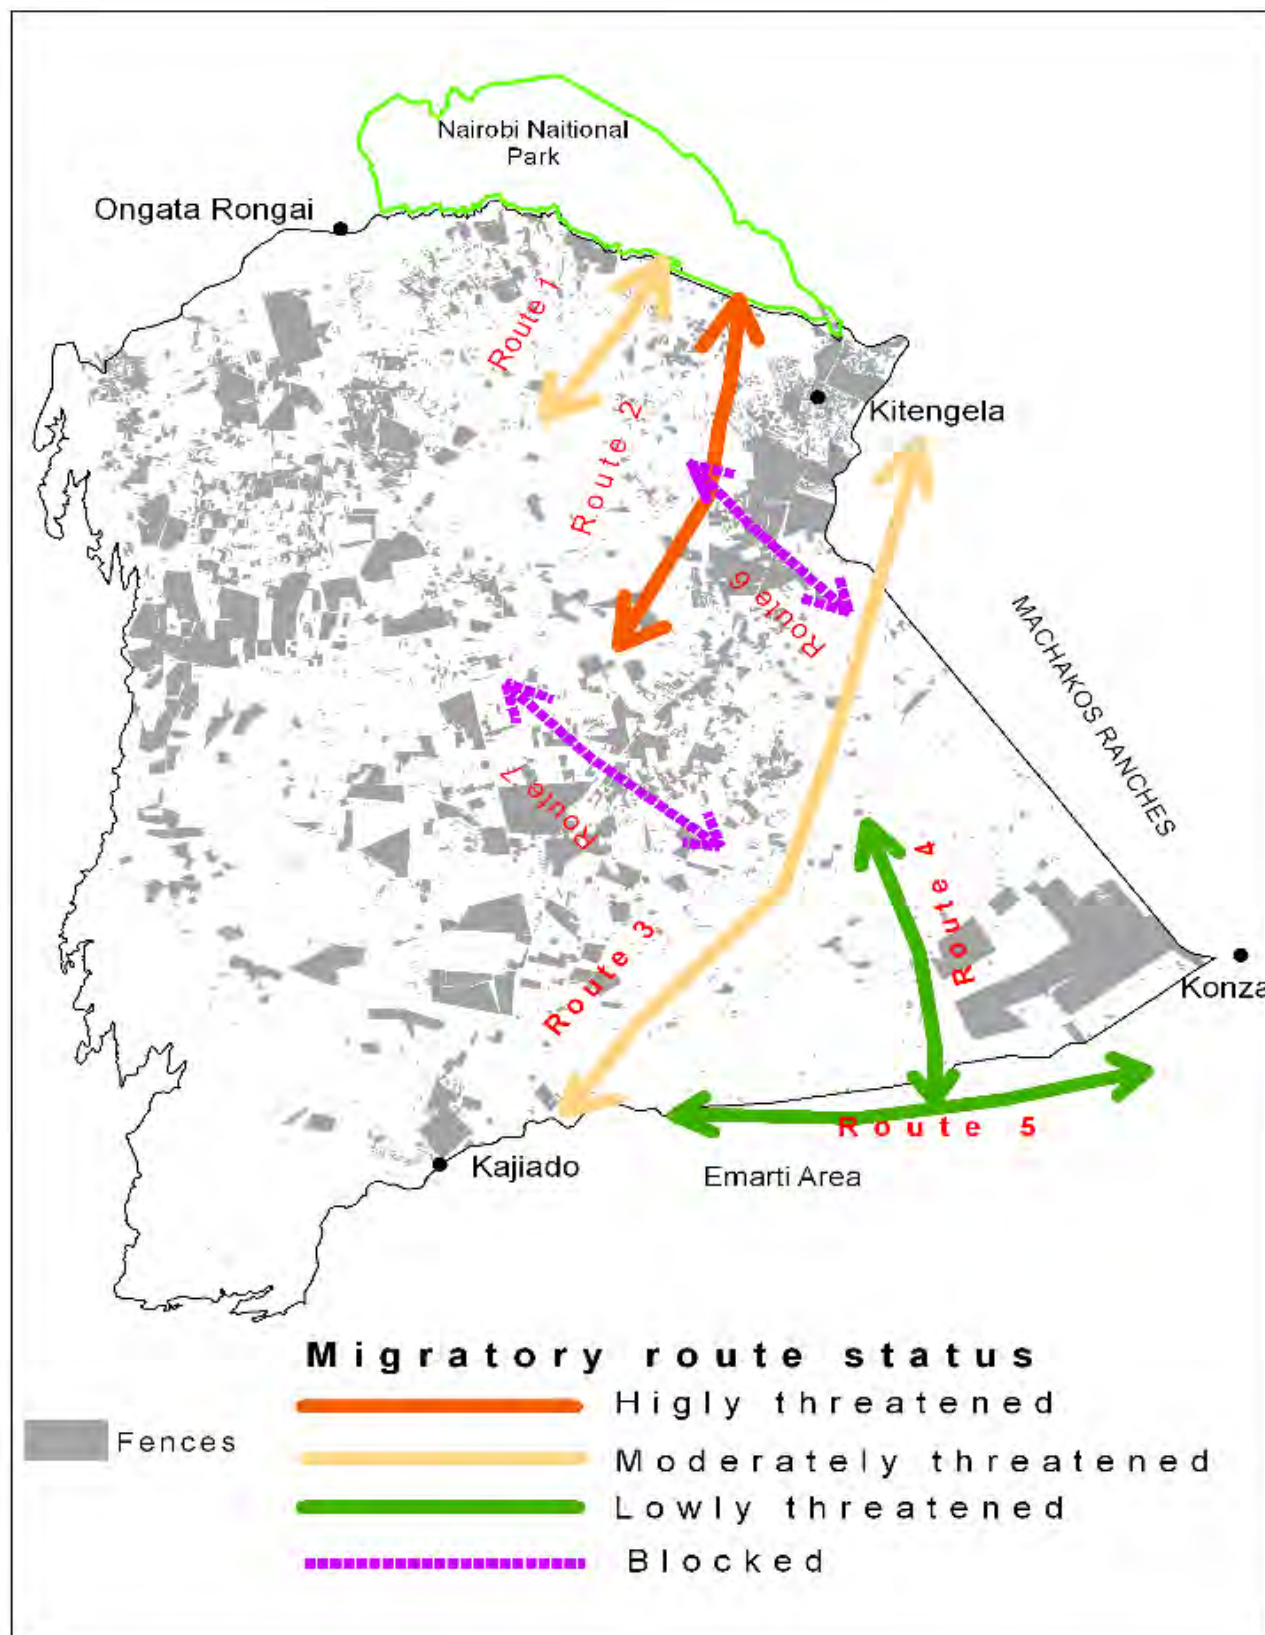 Nairobi Naitional
Park
Ongata Rongai
Route 1
Route 2
Kitengela
Route 6
MACHAKOS RANCHES
Route 7
Route 4
Route 3
Konza
Route 5
Kajiado
Emarti Area
Migratory route status
Higly threatened
Fences
Moderately threatened
Lowly threatened
Blocked